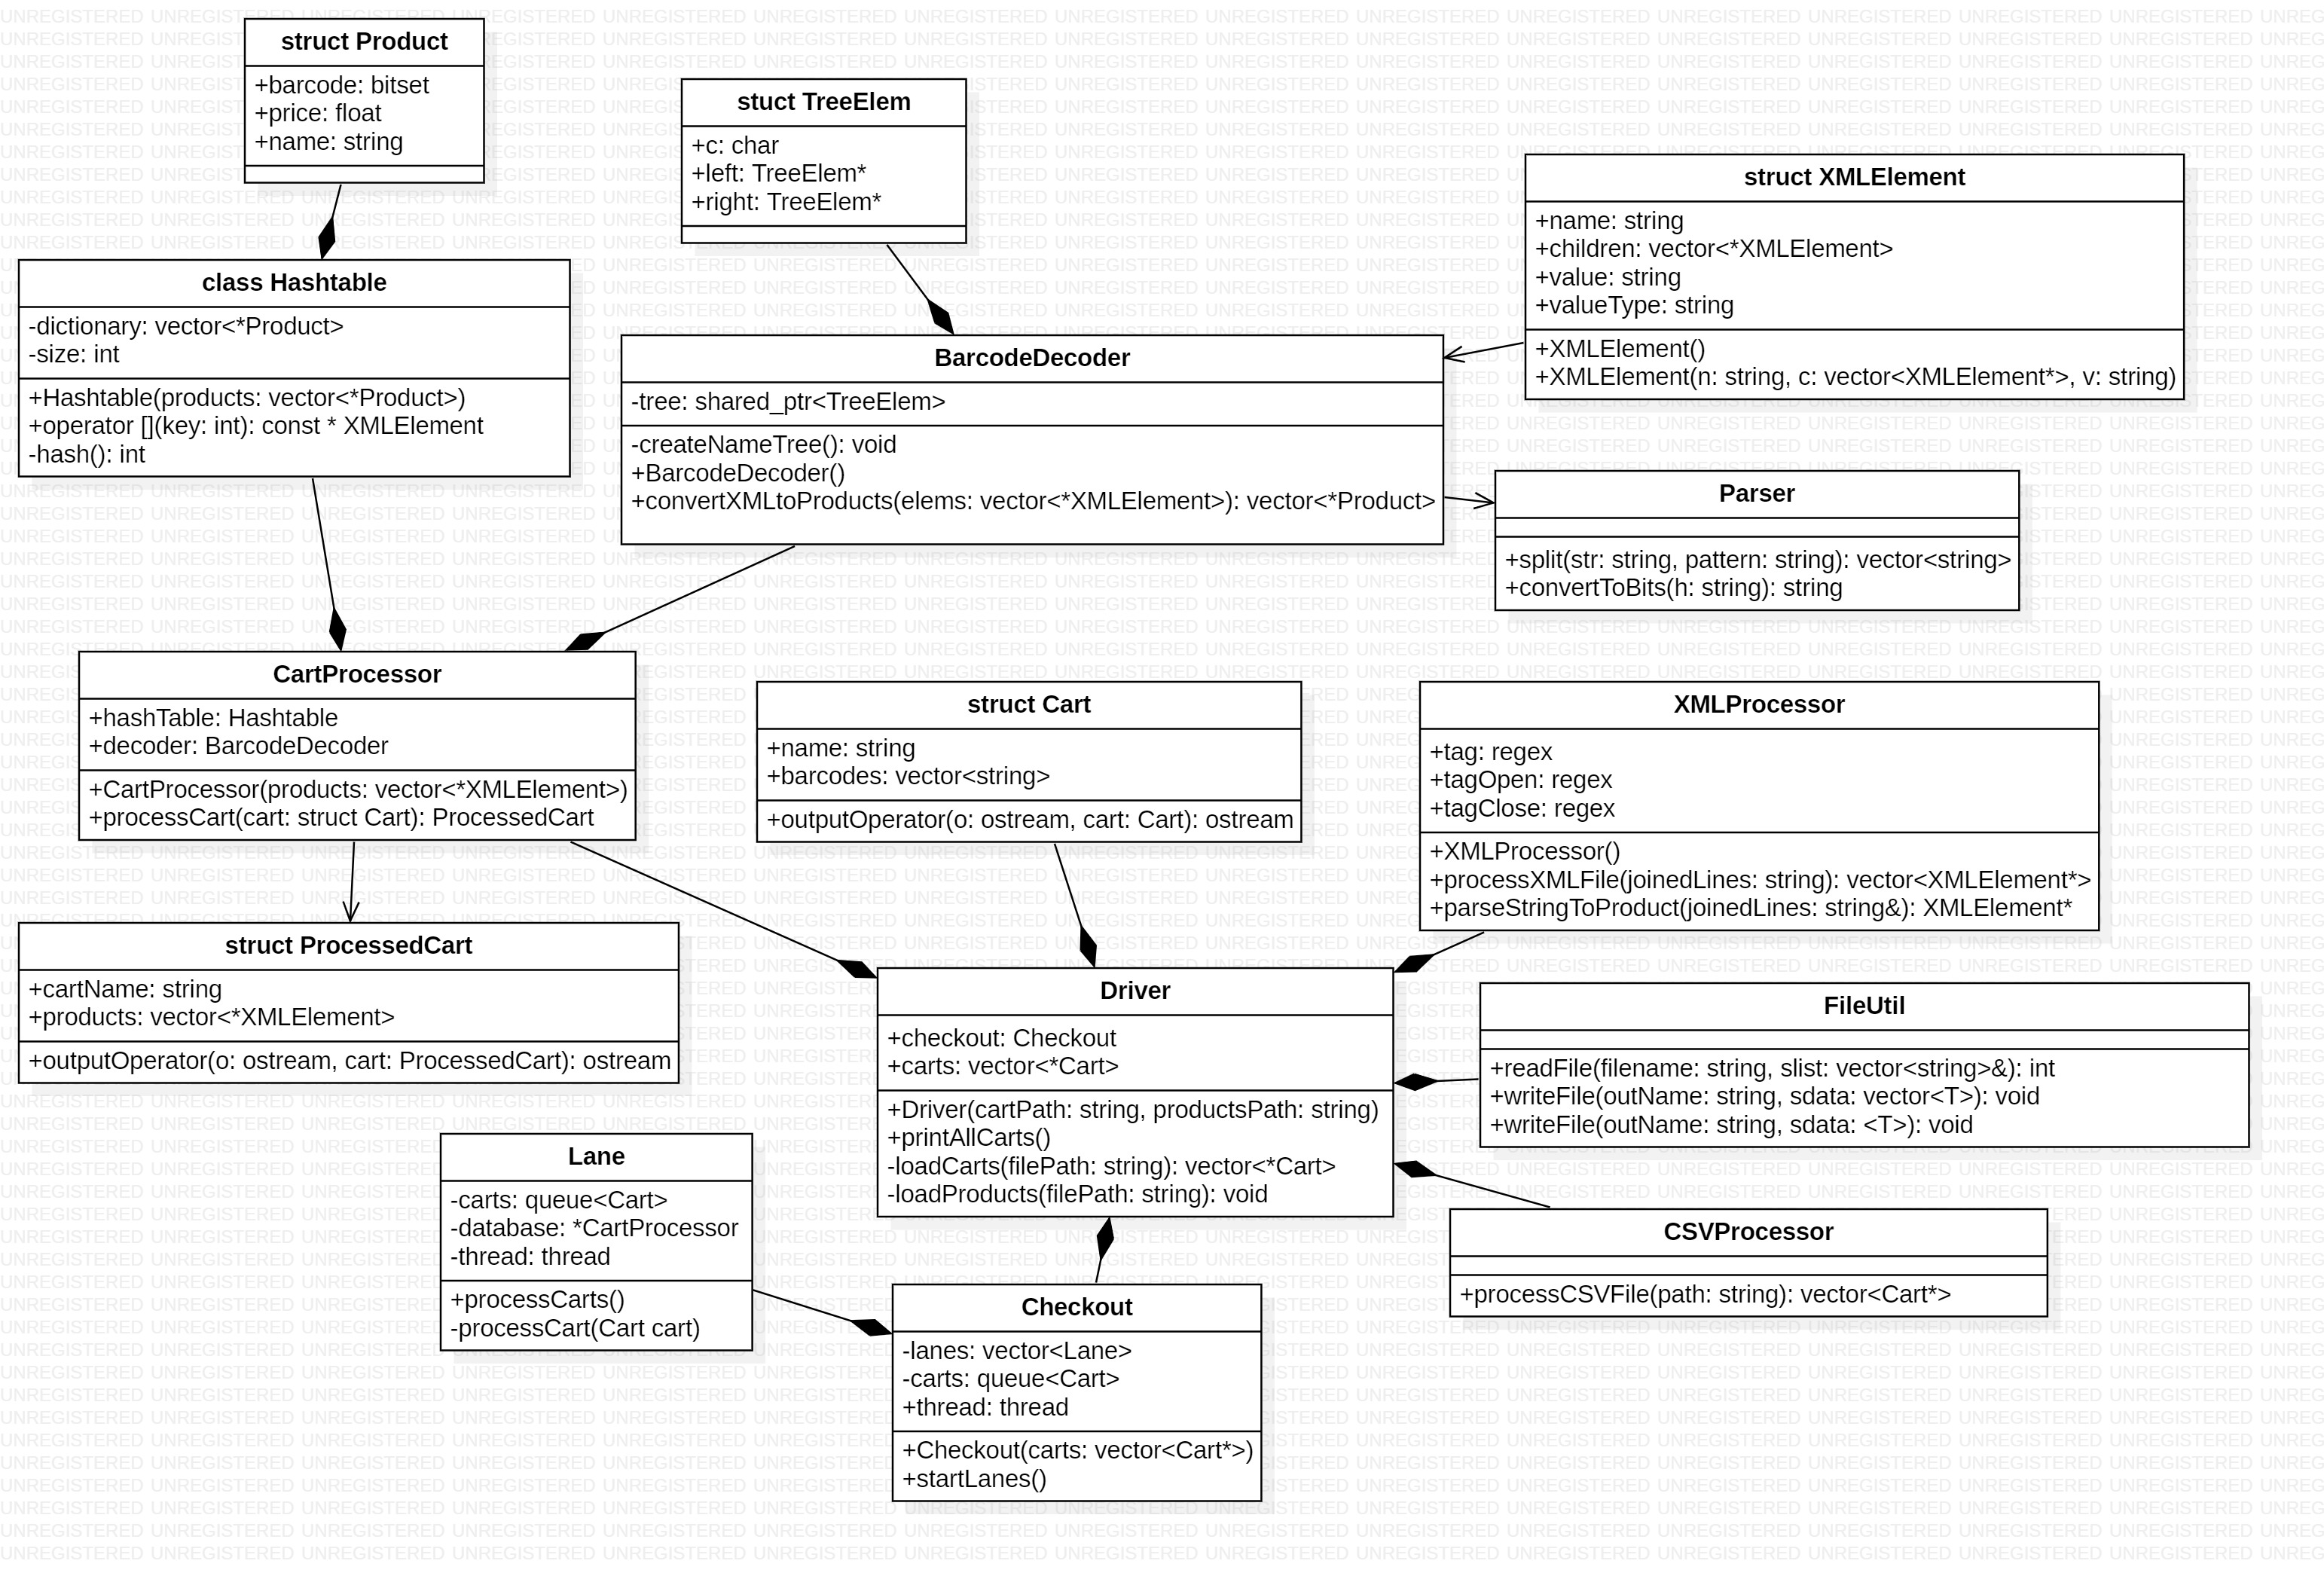 struct Product
+barcode: bitset
+price: float
+name: string
stuct TreeElem
+c: char
+left: TreeElem*
+right: TreeElem*
struct XMLElement
+name: string
+children: vector<*XMLElement>
+value: string
+valueType: string
+XMLElement()
+XMLElement(n: string, c: vector<XMLElement*>, v: string)
class Hashtable
-dictionary: vector<*Product>
-size: int
+Hashtable(products: vector<*Product>)
+operator [](key: int): const * XMLElement
-hash(): int
BarcodeDecoder
-tree: shared_ptr<TreeElem>
-createNameTree(): void
+BarcodeDecoder()
+convertXMLtoProducts(elems: vector<*XMLElement>): vector<*Product>
Parser
+split(str: string, pattern: string): vector<string>
+convertToBits(h: string): string
CartProcessor
+hashTable: Hashtable
+decoder: BarcodeDecoder
+CartProcessor(products: vector<*XMLElement>)
+processCart(cart: struct Cart): ProcessedCart
struct Cart
+name: string
+barcodes: vector<string>
+outputOperator(o: ostream, cart: Cart): ostream
XMLProcessor
+tag: regex
+tagOpen: regex
+tagClose: regex
+XMLProcessor()
+processXMLFile(joinedLines: string): vector<XMLElement*>
+parseStringToProduct(joinedLines: string&): XMLElement*
struct ProcessedCart
+cartName: string
+products: vector<*XMLElement>
+outputOperator(o: ostream, cart: ProcessedCart): ostream
Driver
+checkout: Checkout
+carts: vector<*Cart>
+Driver(cartPath: string, productsPath: string)
+printAllCarts()
-loadCarts(filePath: string): vector<*Cart>
-loadProducts(filePath: string): void
FileUtil
+readFile(filename: string, slist: vector<string>&): int
+writeFile(outName: string, sdata: vector<T>): void
+writeFile(outName: string, sdata: <T>): void
Lane
-carts: queue<Cart>
-database: *CartProcessor
-thread: thread
+processCarts()
-processCart(Cart cart)
CSVProcessor
+processCSVFile(path: string): vector<Cart*>
Checkout
-lanes: vector<Lane>
-carts: queue<Cart>
+thread: thread
+Checkout(carts: vector<Cart*>)
+startLanes()
UNREGISTERED